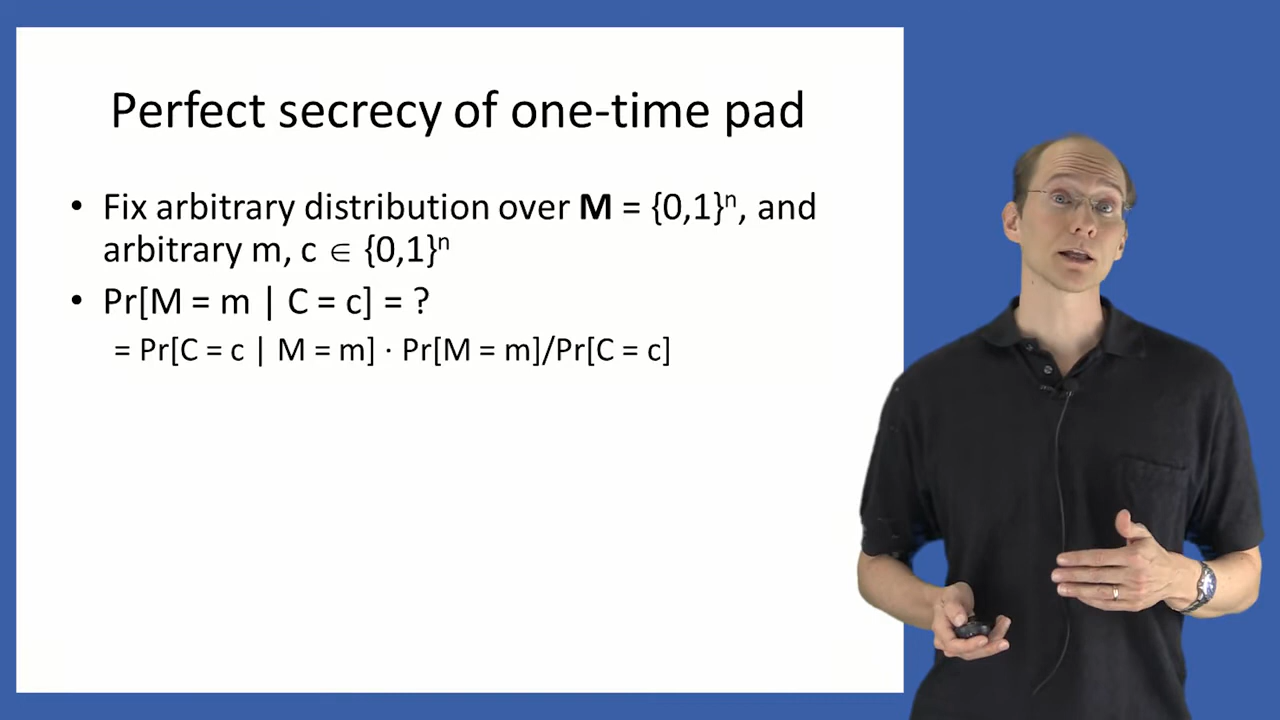 Perfect secrecy of one-time pad
• Fix arbitrary distribution over M = {0,1}ⁿ, and
arbitrary m, c ∈ {0,1}ⁿ
• Pr[M = m | C = c] = ?
= Pr[C = c | M = m] · Pr[M = m]/Pr[C = c]